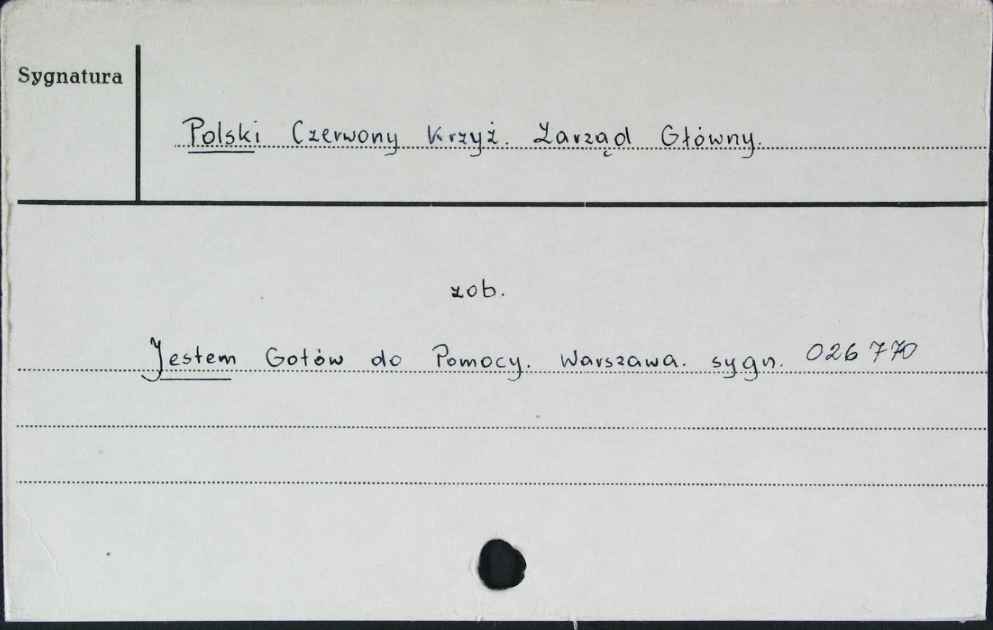 Sygnatura
Polski Czerwony Krzyż. Zarząd Główny.
zob.
Jestem Gotów do Pomocy. Warszawa. sygn. 026770